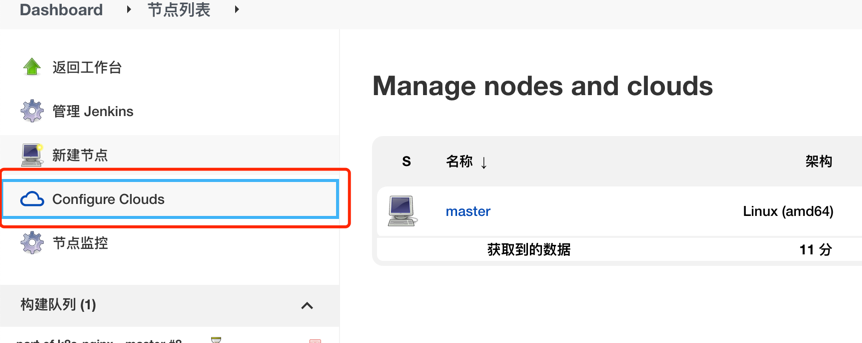 Dashboard
节点列表
返回工作台
管理 Jenkins
新建节点
Configure Clouds
节点监控
构建队列 (1)
Manage nodes and clouds
S 名称 ↓ 架构
master Linux (amd64)
获取到的数据 11 分